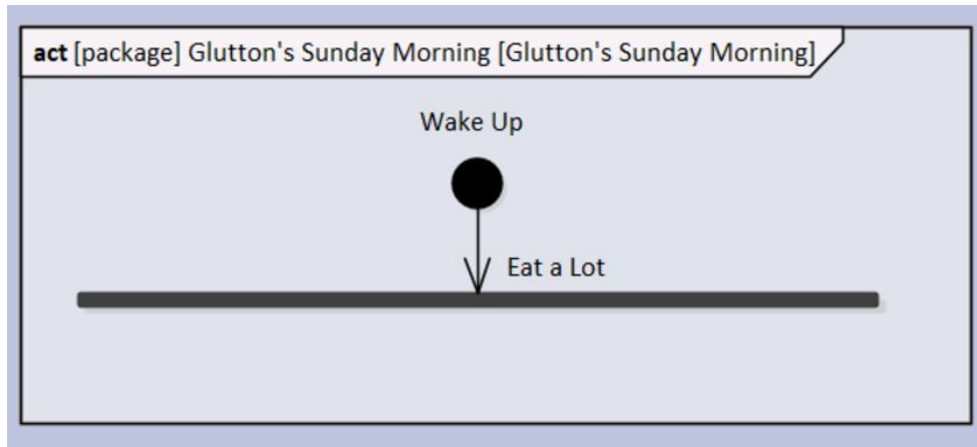 act [package] Glutton's Sunday Morning [Glutton's Sunday Morning]
Wake Up
Eat a Lot